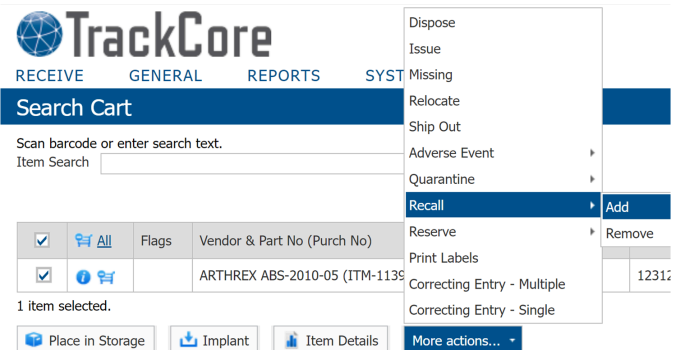 TrackCore
RECEIVE GENERAL REPORTS SYST
Search Cart
Scan barcode or enter search text.
Item Search
All Flags Vendor & Part No (Purch No)
ARTHREX ABS-2010-05 (ITM-1139 12312
1 item selected.
Place in Storage Implant Item Details More actions...
Dispose
Issue
Missing
Relocate
Ship Out
Adverse Event
Quarantine
Recall
Reserve
Print Labels
Correcting Entry - Multiple
Correcting Entry - Single
Add
Remove